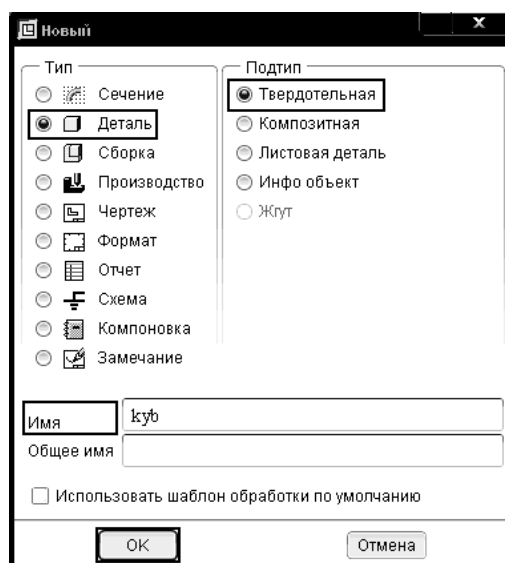 Новый
Тип
Подтип
Сечение
Твердотельная
Деталь
Композитная
Сборка
Листовая деталь
Производство
Инфо объект
Чертеж
Жгут
Формат
Отчет
Схема
Компоновка
Замечание
Имя kyb
Общее имя
Использовать шаблон обработки по умолчанию
OK Отмена